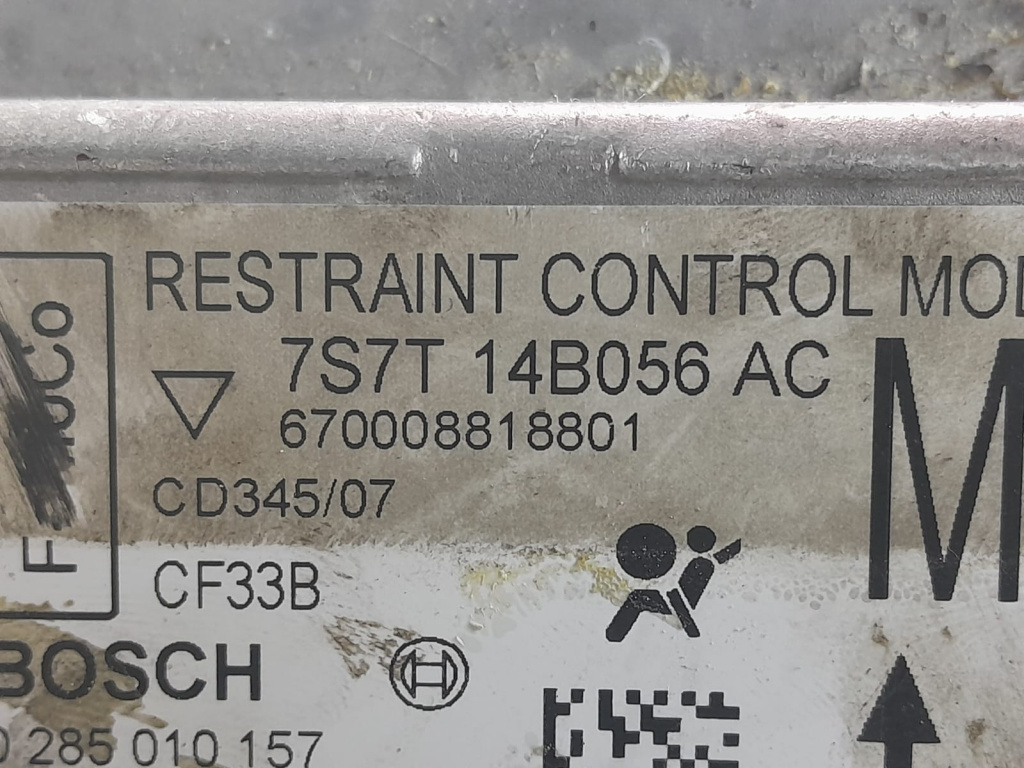 RESTRAINT CONTROL MOD
7S7T 14B056 AC
670008818801
M
CD345/07
CF33B
BOSCH
0 285 010 157